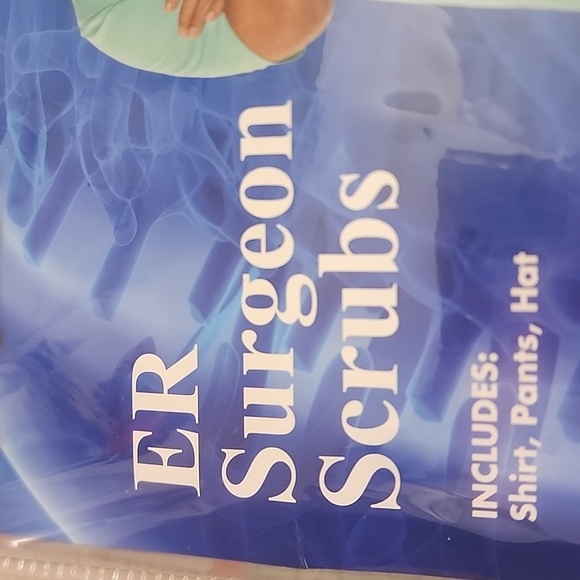 ER
Surgeon
Scrubs
INCLUDES:
Shirt, Pants, Hat